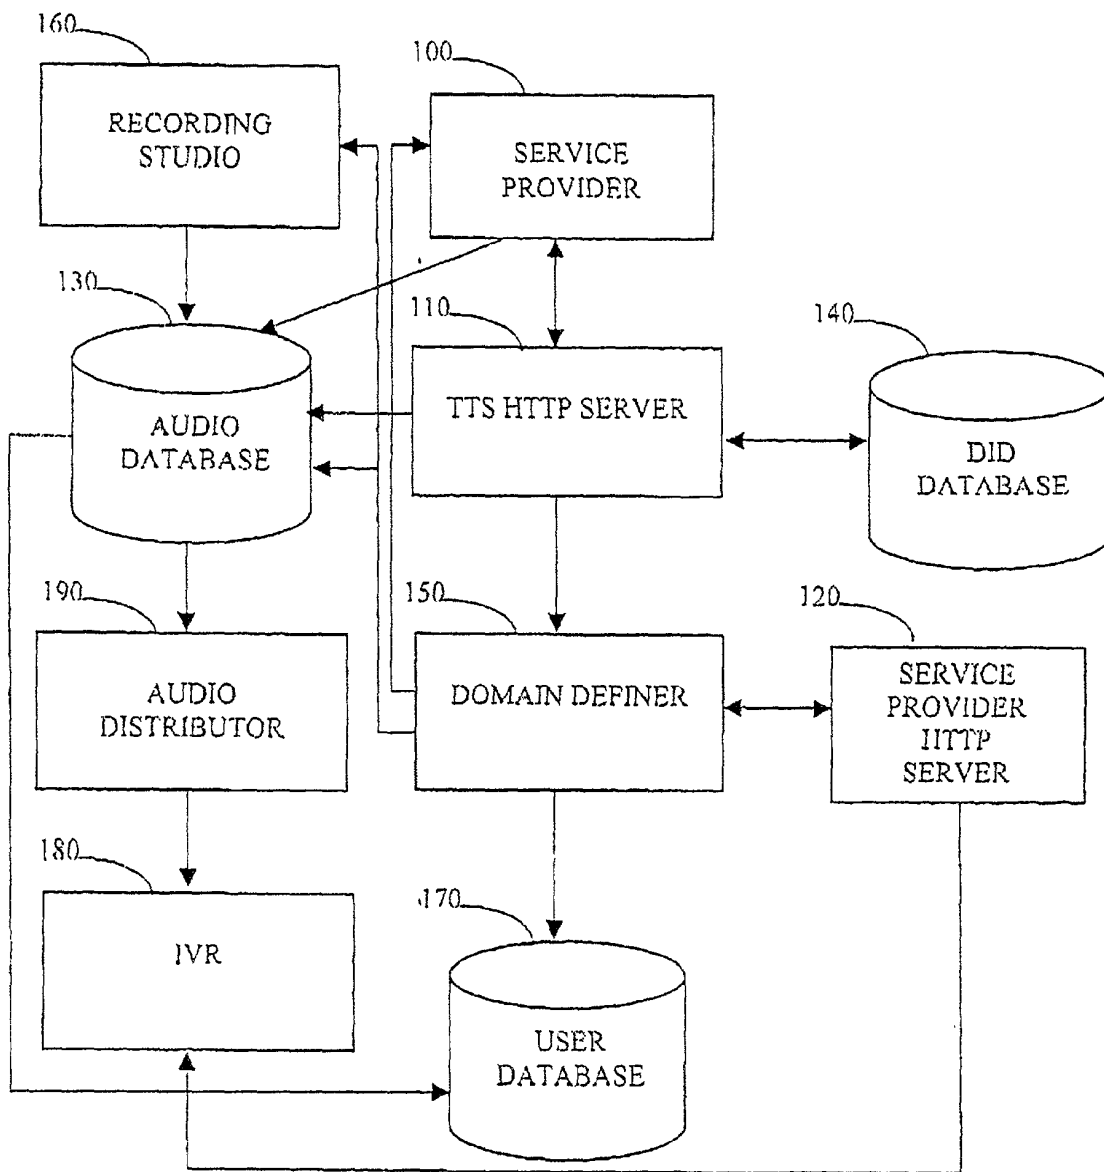 160
RECORDING
STUDIO
100
SERVICE
PROVIDER
130
AUDIO
DATABASE
110
TTS HTTP SERVER
140
DID
DATABASE
190
AUDIO
DISTRIBUTOR
150
DOMAIN DEFINER
120
SERVICE
PROVIDER
HTTP
SERVER
180
IVR
170
USER
DATABASE